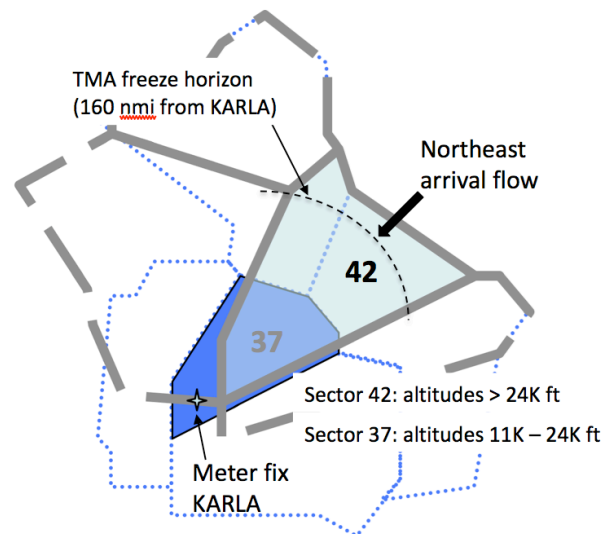 TMA freeze horizon
(160 nmi from KARLA)
Northeast
arrival flow
42
37
Sector 42: altitudes > 24K ft
Sector 37: altitudes 11K – 24K ft
Meter fix
KARLA